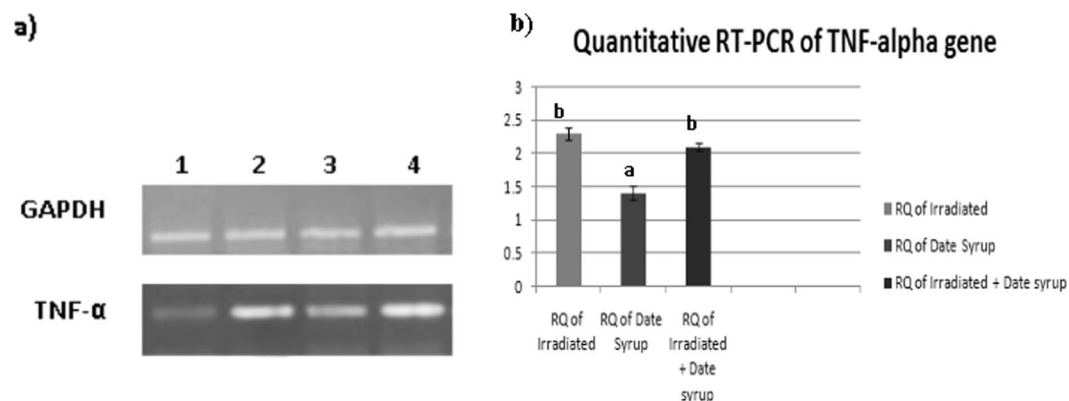 a)
1 2 3 4
GAPDH
TNF-α
b)
Quantitative RT-PCR of TNF-alpha gene
3
2.5
2
1.5
1
0.5
0
b
a
b
RQ of
Irradiated
RQ of Date
Syrup
RQ of
Irradiated
+ Date
syrup
RQ of Irradiated
RQ of Date Syrup
RQ of Irradiated + Date syrup